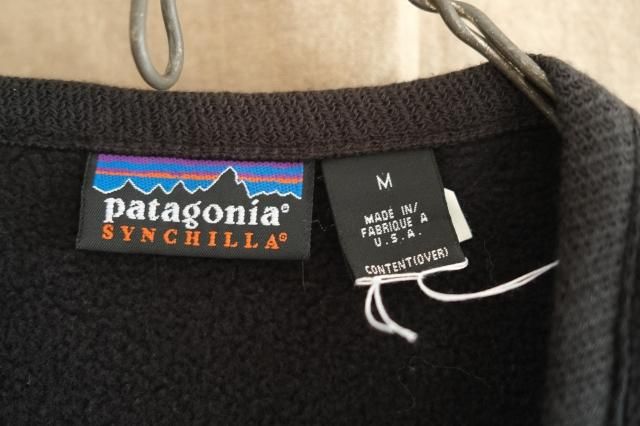 patagonia®
SYNCHILLA®
M
MADE IN/
FABRIQUE A
U.S.A.
CONTENT(OVER)